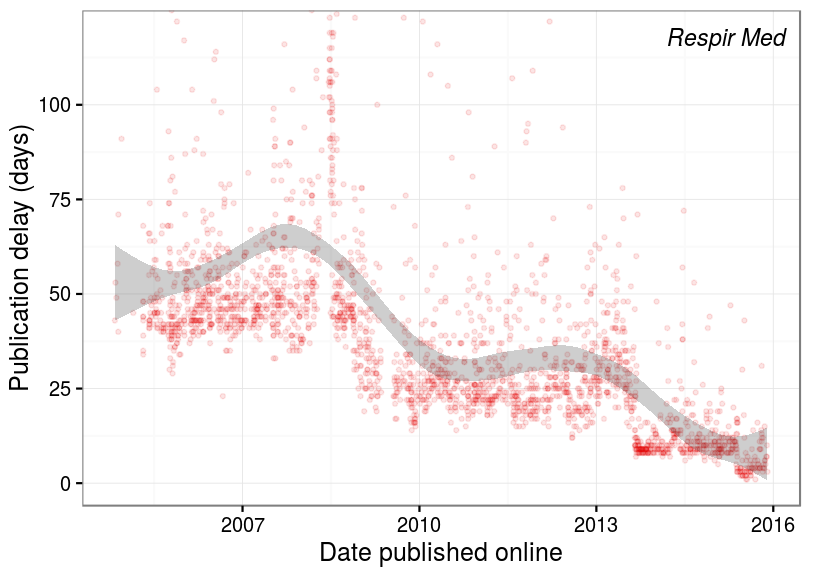 Respir Med
Publication delay (days)
100
75
50
25
0
2007 2010 2013 2016
Date published online